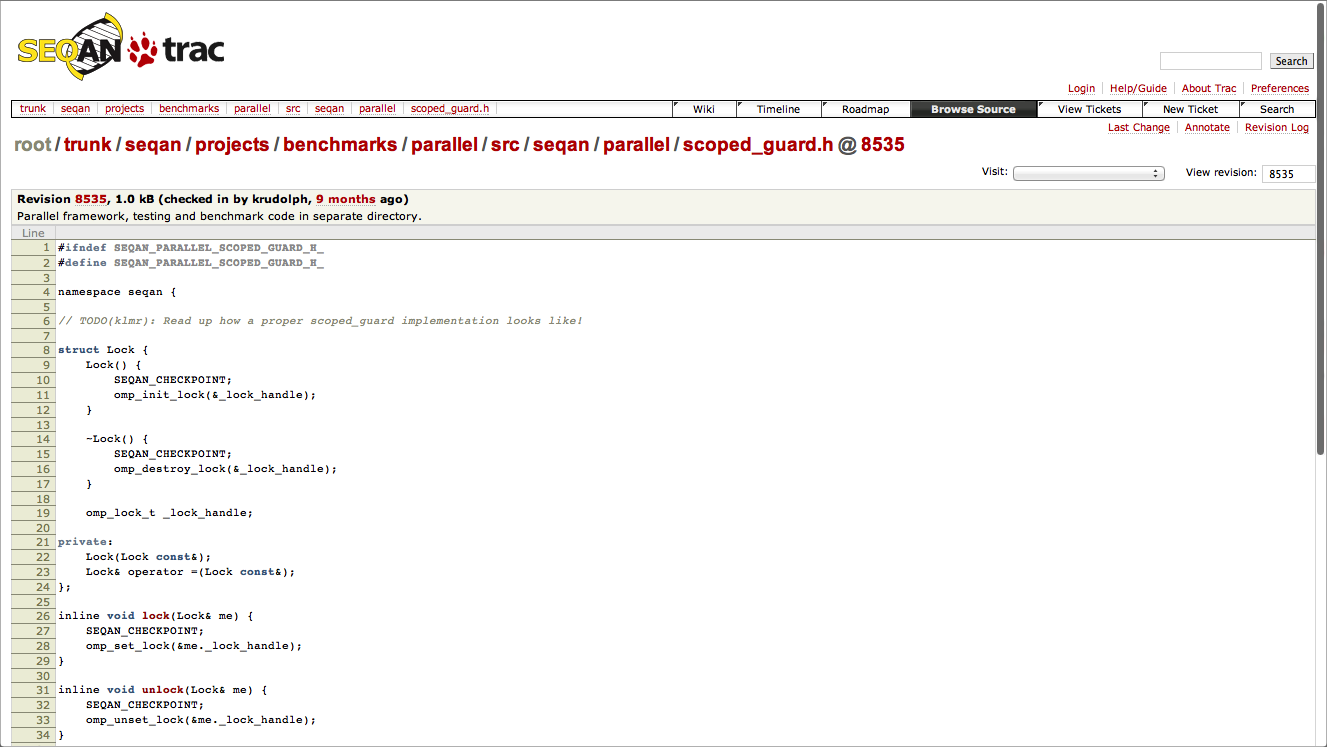 SEQAN trac
Search
Login Help/Guide About Trac Preferences
trunk seqan projects benchmarks parallel src seqan parallel scoped_guard.h Wiki Timeline Roadmap Browse Source View Tickets New Ticket Search
Last Change Annotate Revision Log
root/trunk/seqan/projects/benchmarks/parallel/src/seqan/parallel/scoped_guard.h @ 8535
Visit: View revision: 8535
Revision 8535, 1.0 kB (checked in by krudolph, 9 months ago)
Parallel framework, testing and benchmark code in separate directory.
Line
1 #ifndef SEQAN_PARALLEL_SCOPED_GUARD_H_
2 #define SEQAN_PARALLEL_SCOPED_GUARD_H_
3
4 namespace seqan {
5
6 // TODO(klmr): Read up how a proper scoped_guard implementation looks like!
7
8 struct Lock {
9     Lock() {
10         SEQAN_CHECKPOINT;
11         omp_init_lock(&_lock_handle);
12     }
13
14     ~Lock() {
15         SEQAN_CHECKPOINT;
16         omp_destroy_lock(&_lock_handle);
17     }
18
19     omp_lock_t _lock_handle;
20
21 private:
22     Lock(Lock const&);
23     Lock& operator =(Lock const&);
24 };
25
26 inline void lock(Lock& me) {
27     SEQAN_CHECKPOINT;
28     omp_set_lock(&me._lock_handle);
29 }
30
31 inline void unlock(Lock& me) {
32     SEQAN_CHECKPOINT;
33     omp_unset_lock(&me._lock_handle);
34 }